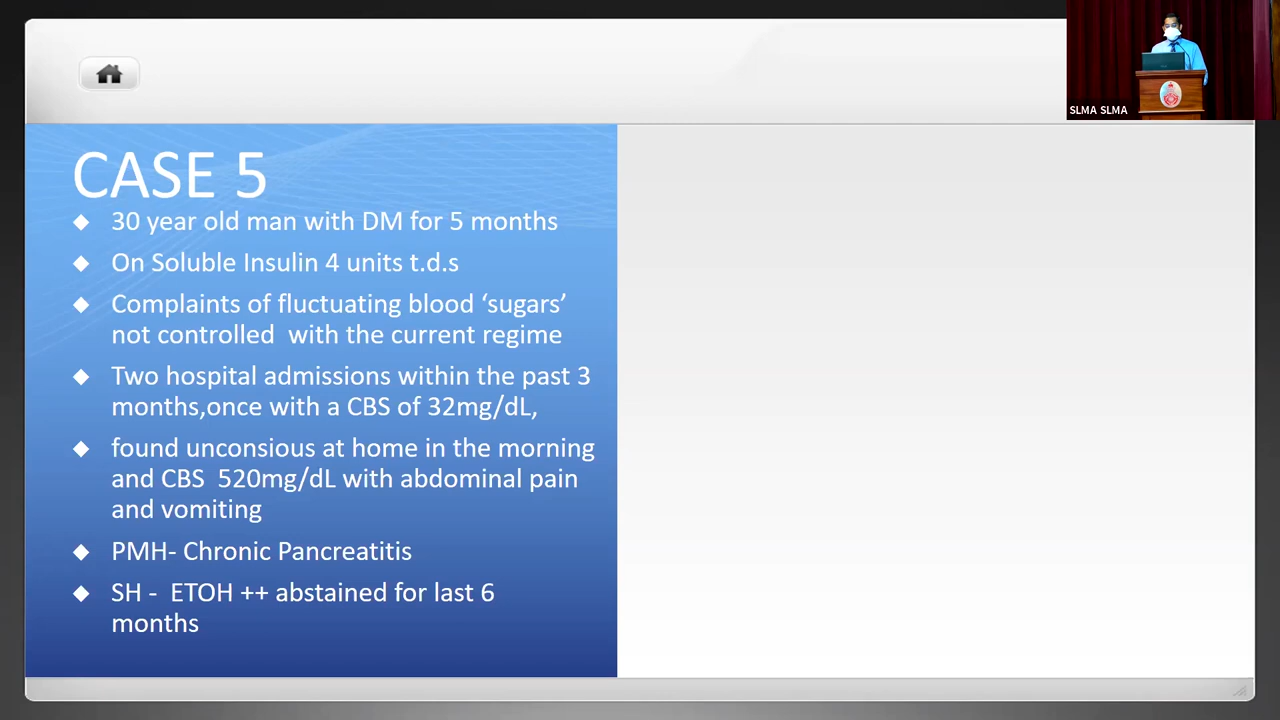 SLMA SLMA
CASE 5
30 year old man with DM for 5 months
On Soluble Insulin 4 units t.d.s
Complaints of fluctuating blood ‘sugars’
not controlled  with the current regime
Two hospital admissions within the past 3
months,once with a CBS of 32mg/dL,
found unconsious at home in the morning
and CBS  520mg/dL with abdominal pain
and vomiting
PMH- Chronic Pancreatitis
SH -  ETOH ++ abstained for last 6
months